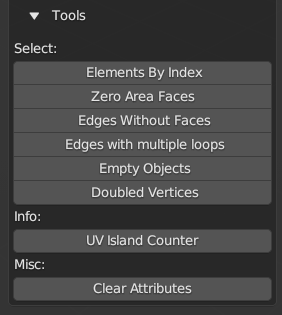 Tools
Select:
Elements By Index
Zero Area Faces
Edges Without Faces
Edges with multiple loops
Empty Objects
Doubled Vertices
Info:
UV Island Counter
Misc:
Clear Attributes